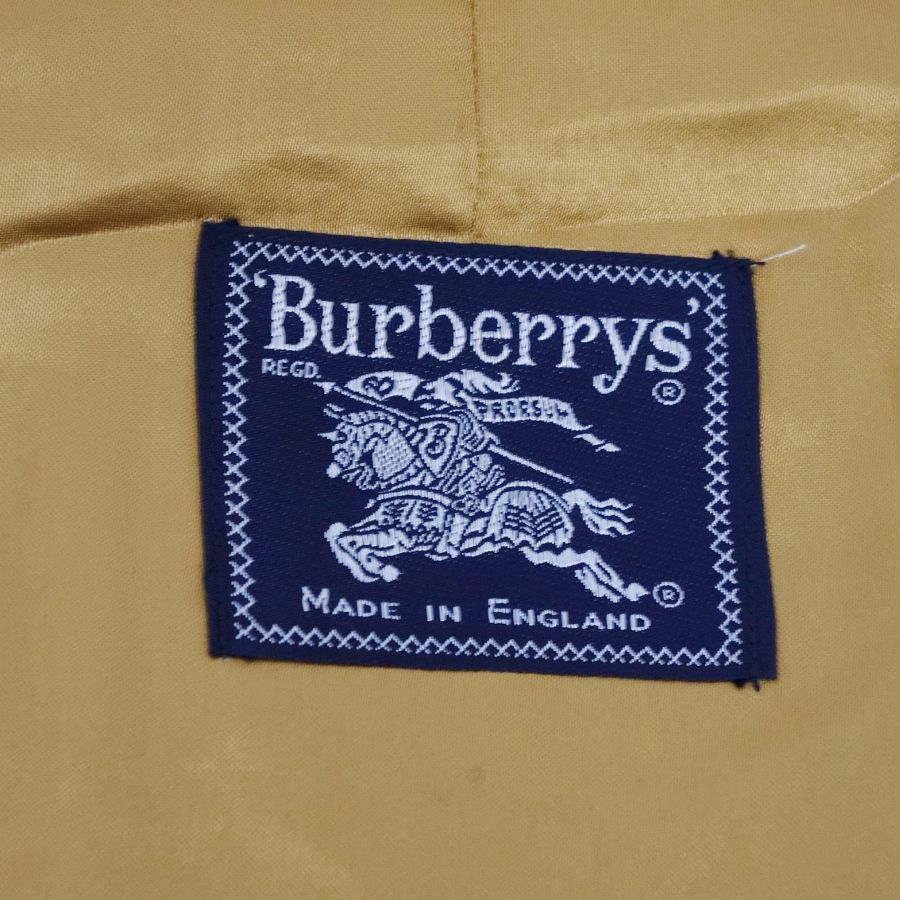 'Burberrys'
REGD.
®
PRORSUM
®
MADE IN ENGLAND